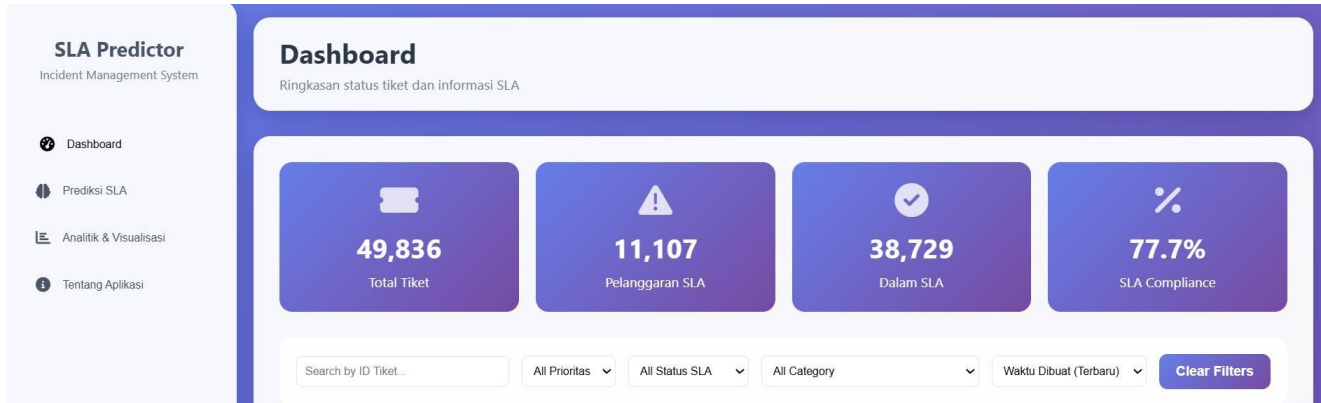 SLA Predictor
Incident Management System
Dashboard
Prediksi SLA
Analitik & Visualisasi
Tentang Aplikasi
Dashboard
Ringkasan status tiket dan informasi SLA
49,836
Total Tiket
11,107
Pelanggaran SLA
38,729
Dalam SLA
77.7%
SLA Compliance
Search by ID Tiket...
All Prioritas
All Status SLA
All Category
Waktu Dibuat (Terbaru)
Clear Filters